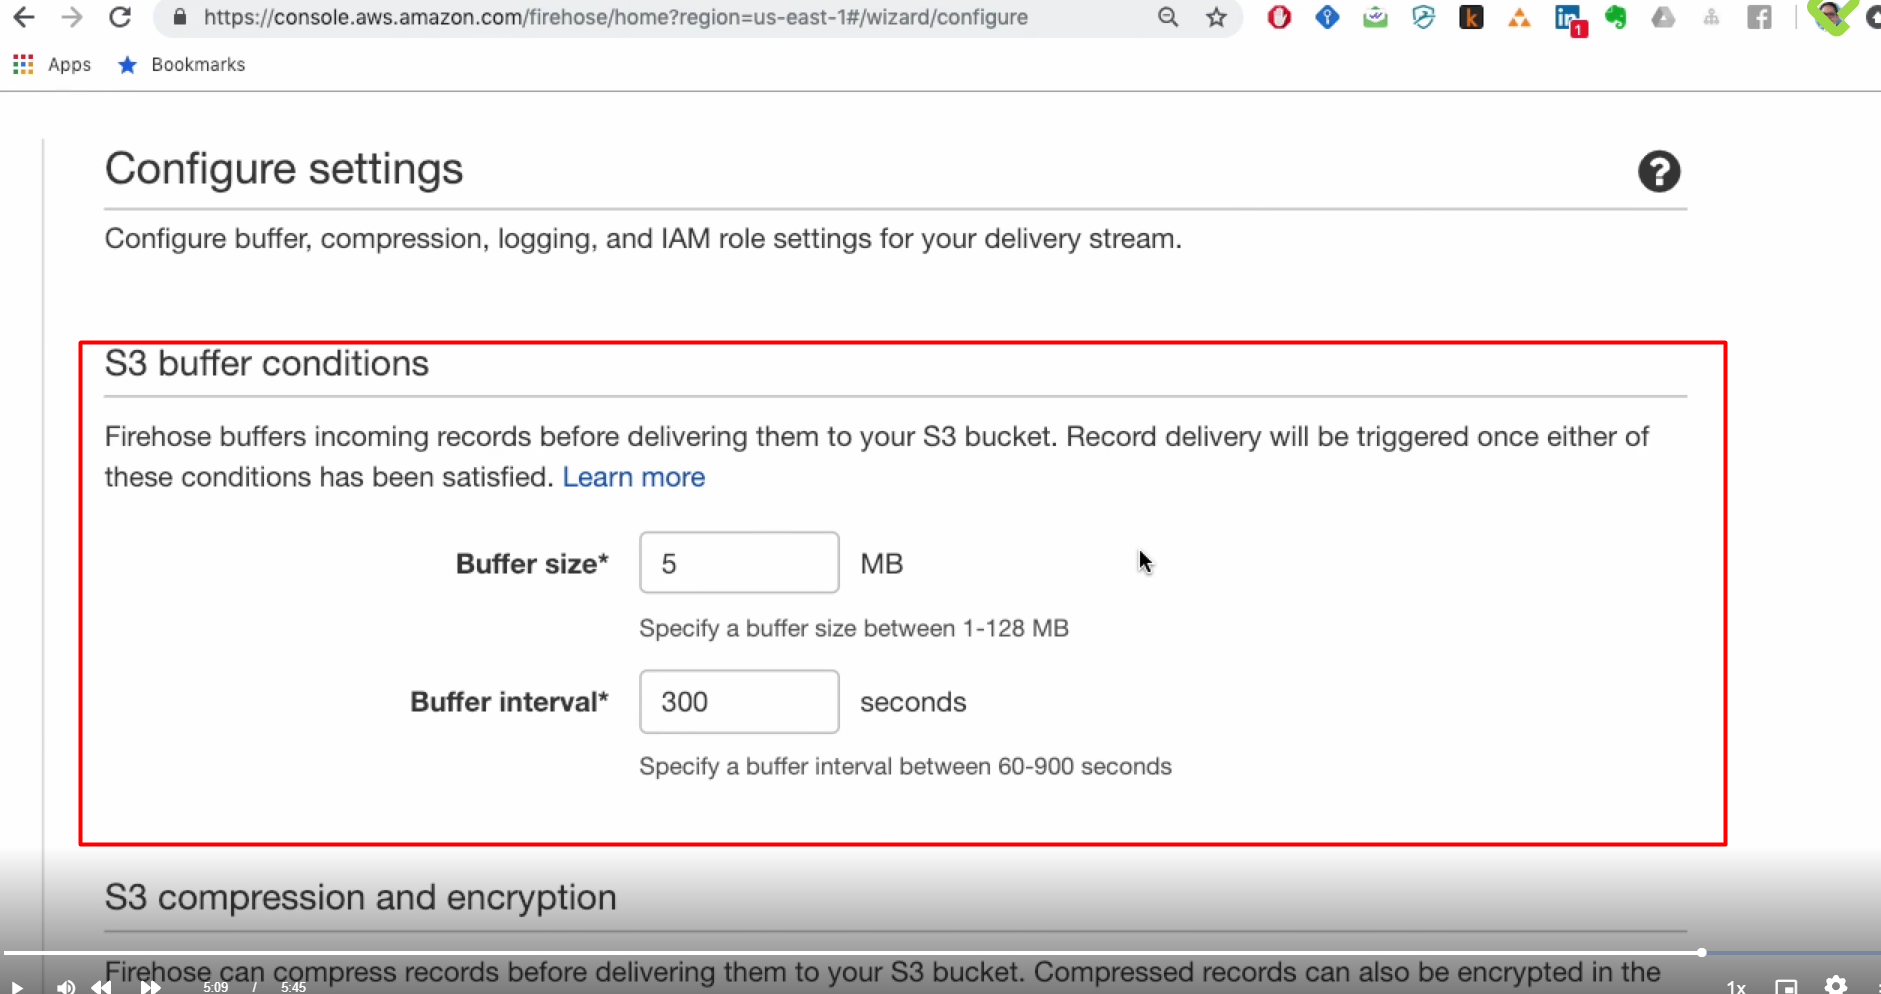 https://console.aws.amazon.com/firehose/home?region=us-east-1#/wizard/configure
1
Apps
Bookmarks
Configure settings
?
Configure buffer, compression, logging, and IAM role settings for your delivery stream.
S3 buffer conditions
Firehose buffers incoming records before delivering them to your S3 bucket. Record delivery will be triggered once either of
these conditions has been satisfied. Learn more
Buffer size* 5 MB
Specify a buffer size between 1-128 MB
Buffer interval* 300 seconds
Specify a buffer interval between 60-900 seconds
S3 compression and encryption
Firehose can compress records before delivering them to your S3 bucket. Compressed records can also be encrypted in the
5:09 / 5:45 1x